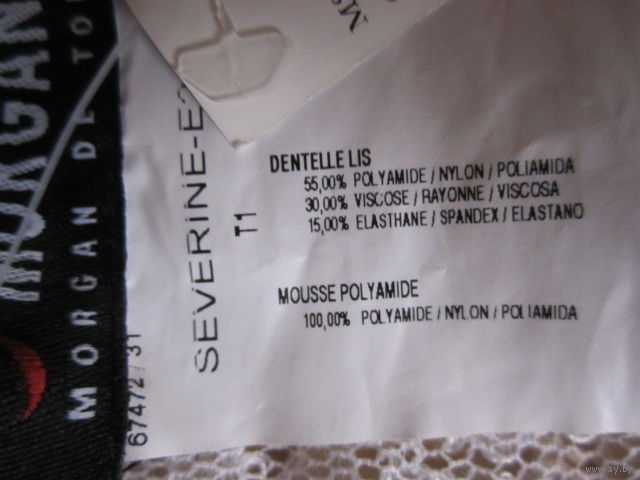 DENTELLE LIS
55,00% POLYAMIDE / NYLON / POLIAMIDA
30,00% VISCOSE / RAYONNE / VISCOSA
15,00% ELASTHANE / SPANDEX / ELASTANO
MOUSSE POLYAMIDE
100,00% POLYAMIDE / NYLON / POLIAMIDA
T1
SEVERINE-E
67472 / 31
MORGAN DE TOI
MORGAN
www.ay.by